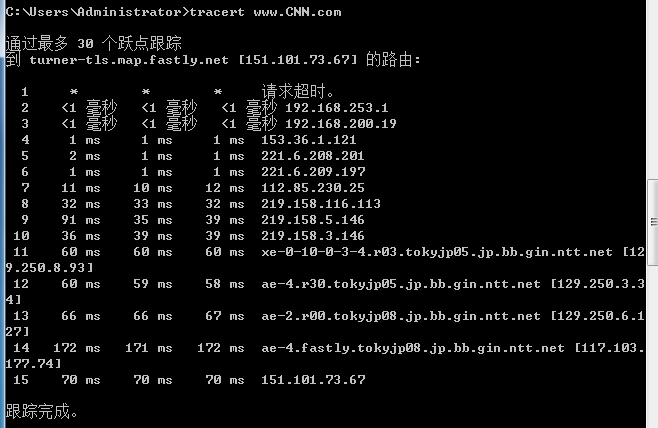 C:\Users\Administrator>tracert www.CNN.com
通过最多 30 个跃点跟踪
到 turner-tls.map.fastly.net [151.101.73.67] 的路由:
1     *        *        *     请求超时。
2    <1 毫秒   <1 毫秒   <1 毫秒 192.168.253.1
3    <1 毫秒   <1 毫秒   <1 毫秒 192.168.200.19
4     1 ms     1 ms     1 ms  153.36.1.121
5     2 ms     1 ms     1 ms  221.6.208.201
6     1 ms     1 ms     1 ms  221.6.209.197
7    11 ms    10 ms    12 ms  112.85.230.25
8    32 ms    33 ms    32 ms  219.158.116.113
9    91 ms    35 ms    39 ms  219.158.5.146
10    36 ms    39 ms    39 ms  219.158.3.146
11    60 ms    60 ms    60 ms  xe-0-10-0-3-4.r03.tokyjp05.jp.bb.gin.ntt.net [12
9.250.8.93]
12    60 ms    59 ms    58 ms  ae-4.r30.tokyjp05.jp.bb.gin.ntt.net [129.250.3.3
4]
13    66 ms    66 ms    67 ms  ae-2.r00.tokyjp08.jp.bb.gin.ntt.net [129.250.6.1
27]
14   172 ms   171 ms   172 ms  ae-4.fastly.tokyjp08.jp.bb.gin.ntt.net [117.103.
177.74]
15    70 ms    70 ms    70 ms  151.101.73.67
跟踪完成。